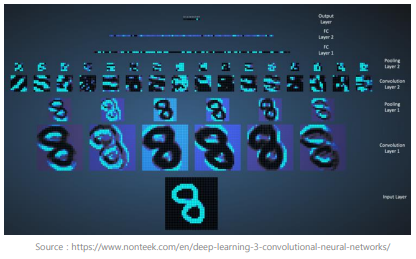 Output
Layer
FC
Layer 2
FC
Layer 1
Pooling
Layer 2
Convolution
Layer 2
Pooling
Layer 1
Convolution
Layer 1
Input Layer
Source : https://www.nonteek.com/en/deep-learning-3-convolutional-neural-networks/